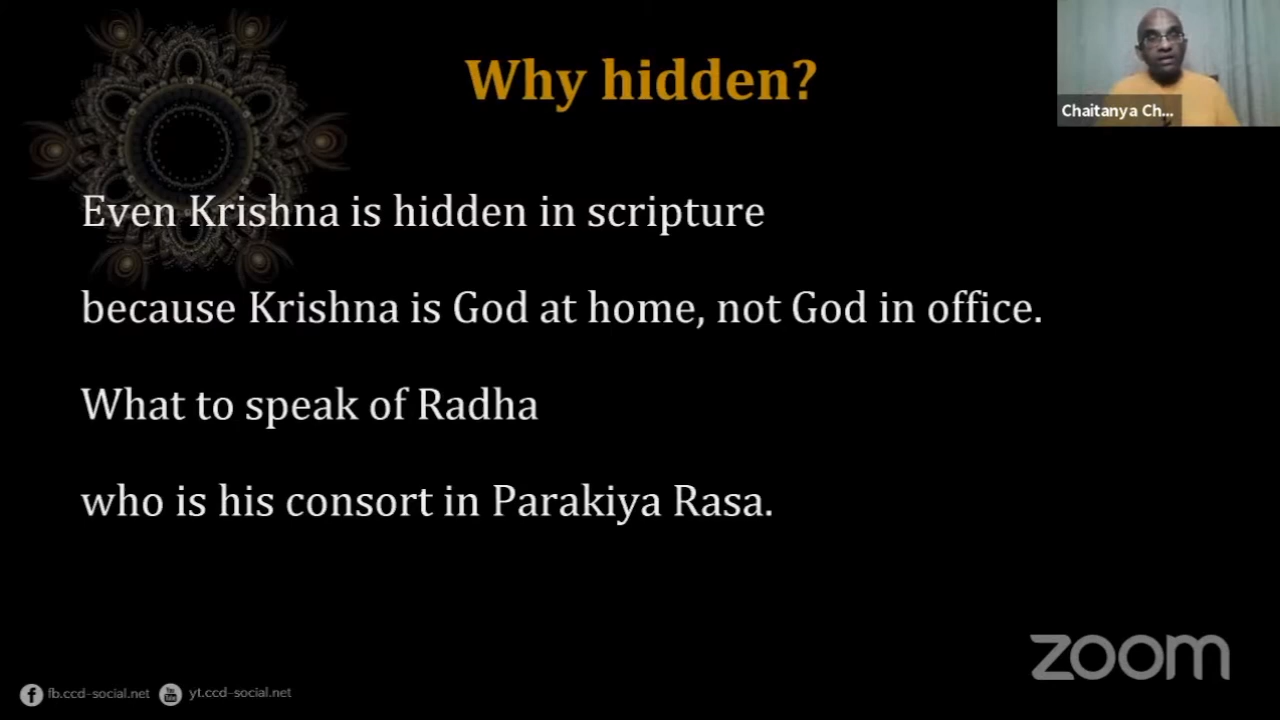 Why hidden?
Chaitanya Ch...
Even Krishna is hidden in scripture
because Krishna is God at home, not God in office.
What to speak of Radha
who is his consort in Parakiya Rasa.
zoom
fb.ccd-social.net yt.ccd-social.net